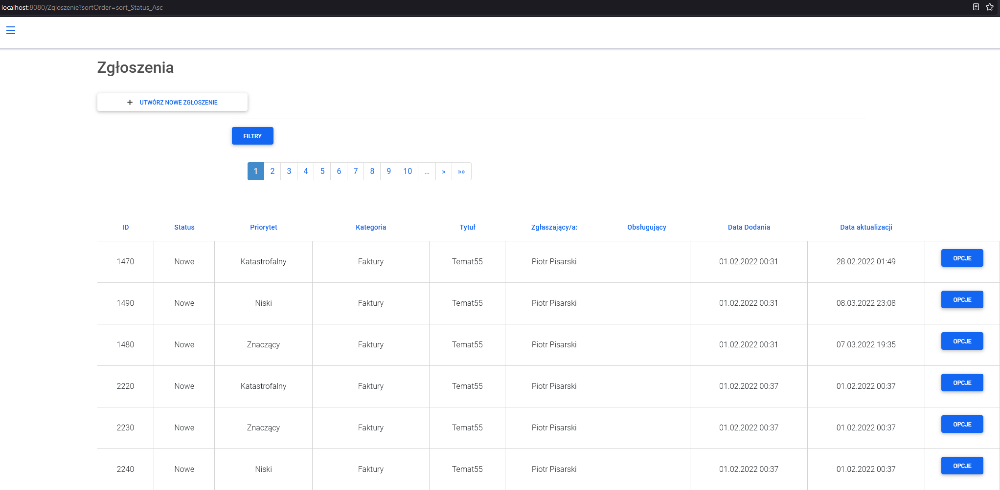 localhost:8080/Zgloszenie?sortOrder=sort_Status_Asc
Zgłoszenia
+ UTWÓRZ NOWE ZGŁOSZENIE
FILTRY
1 2 3 4 5 6 7 8 9 10 ... » »»
ID Status Priorytet Kategoria Tytuł Zgłaszający/a: Obsługujący Data Dodania Data aktualizacji
1470 Nowe Katastrofalny Faktury Temat55 Piotr Pisarski 01.02.2022 00:31 28.02.2022 01:49 OPCJE
1490 Nowe Niski Faktury Temat55 Piotr Pisarski 01.02.2022 00:31 08.03.2022 23:08 OPCJE
1480 Nowe Znaczący Faktury Temat55 Piotr Pisarski 01.02.2022 00:31 07.03.2022 19:35 OPCJE
2220 Nowe Katastrofalny Faktury Temat55 Piotr Pisarski 01.02.2022 00:37 01.02.2022 00:37 OPCJE
2230 Nowe Znaczący Faktury Temat55 Piotr Pisarski 01.02.2022 00:37 01.02.2022 00:37 OPCJE
2240 Nowe Niski Faktury Temat55 Piotr Pisarski 01.02.2022 00:37 01.02.2022 00:37 OPCJE